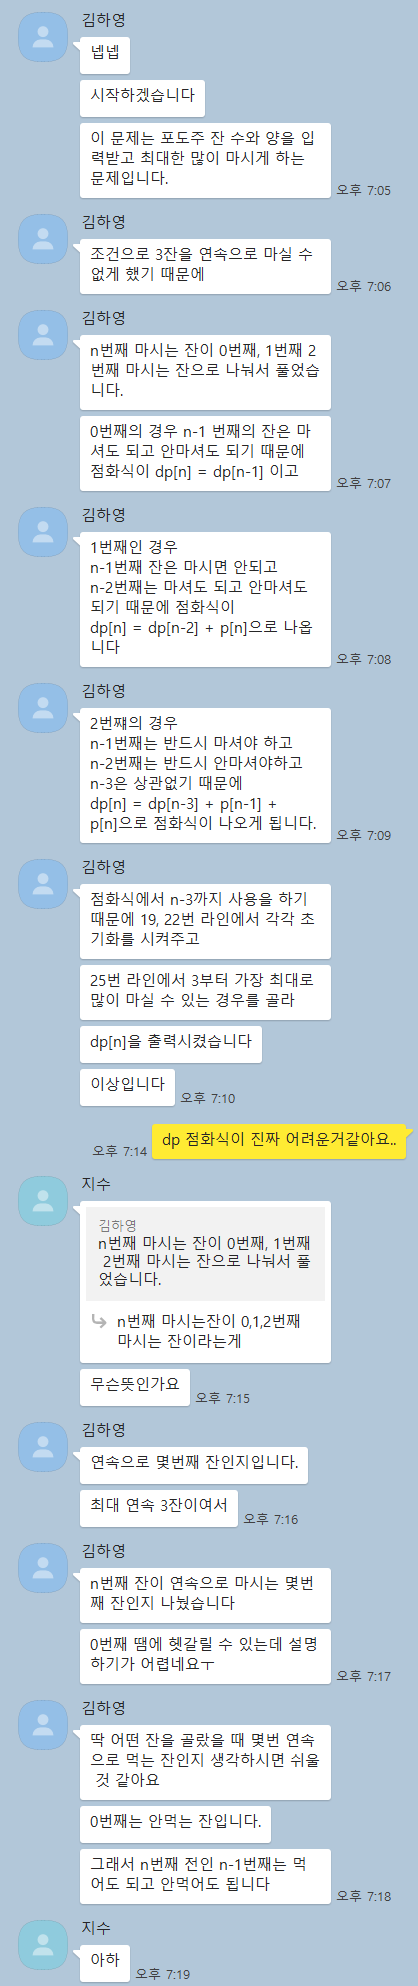 김하영
넵넵
시작하겠습니다
이 문제는 포도주 잔 수와 양을 입
력받고 최대한 많이 마시게 하는
문제입니다.
오후 7:05
김하영
조건으로 3잔을 연속으로 마실 수
없게 했기 때문에
오후 7:06
김하영
n번째 마시는 잔이 0번째, 1번째 2
번째 마시는 잔으로 나눠서 풀었습
니다.
0번째의 경우 n-1 번째의 잔은 마
셔도 되고 안마셔도 되기 때문에
점화식이 dp[n] = dp[n-1] 이고
오후 7:07
김하영
1번째인 경우
n-1번째 잔은 마시면 안되고
n-2번째는 마셔도 되고 안마셔도
되기 때문에 점화식이
dp[n] = dp[n-2] + p[n]으로 나옵
니다
오후 7:08
김하영
2번째의 경우
n-1번째는 반드시 마셔야 하고
n-2번째는 반드시 안마셔야하고
n-3은 상관없기 때문에
dp[n] = dp[n-3] + p[n-1] +
p[n]으로 점화식이 나오게 됩니다.
오후 7:09
김하영
점화식에서 n-3까지 사용을 하기
때문에 19, 22번 라인에서 각각 초
기화를 시켜주고
25번 라인에서 3부터 가장 최대로
많이 마실 수 있는 경우를 골라
dp[n]을 출력시켰습니다
이상입니다
오후 7:10
오후 7:14
dp 점화식이 진짜 어려운거같아요..
지수
김하영
n번째 마시는 잔이 0번째, 1번째
2번째 마시는 잔으로 나눠서 풀
었습니다.
n번째 마시는잔이 0,1,2번째
마시는 잔이라는게
무슨뜻인가요
오후 7:15
김하영
연속으로 몇번째 잔인지입니다.
최대 연속 3잔이여서
오후 7:16
김하영
n번째 잔이 연속으로 마시는 몇번
째 잔인지 나눴습니다
0번째 땜에 헷갈릴 수 있는데 설명
하기가 어렵네요ㅜ
오후 7:17
김하영
딱 어떤 잔을 골랐을 때 몇번 연속
으로 먹는 잔인지 생각하시면 쉬울
것 같아요
0번째는 안먹는 잔입니다.
그래서 n번째 전인 n-1번째는 먹
어도 되고 안먹어도 됩니다
오후 7:18
지수
아하
오후 7:19